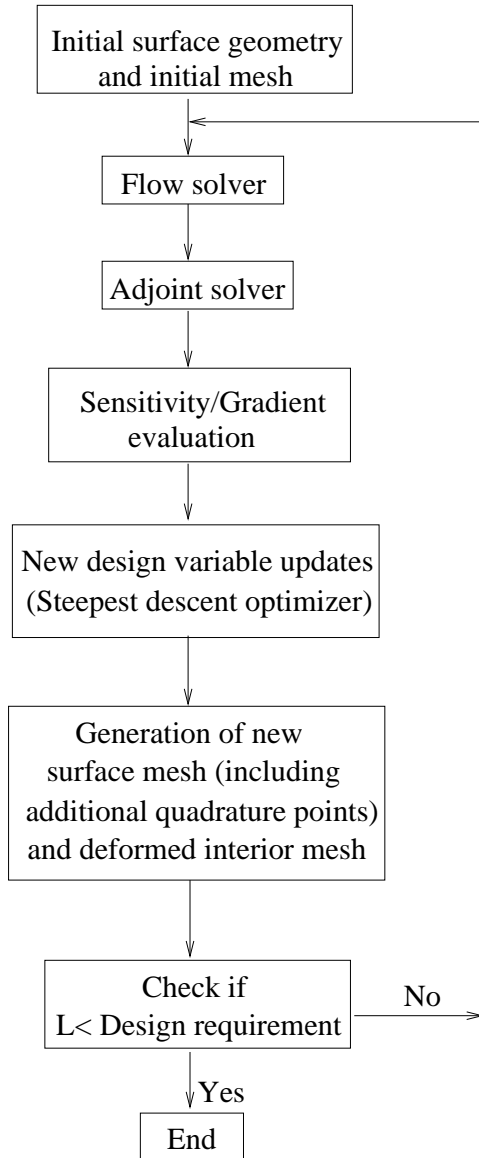 Initial surface geometry
and initial mesh
Flow solver
Adjoint solver
Sensitivity/Gradient
evaluation
New design variable updates
(Steepest descent optimizer)
Generation of new
surface mesh (including
additional quadrature points)
and deformed interior mesh
Check if
L< Design requirement
No
Yes
End